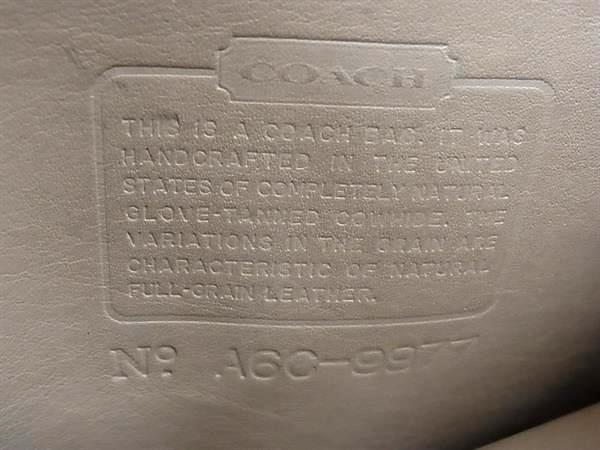 COACH
THIS IS A COACH BAG. IT WAS
HANDCRAFTED IN THE UNITED
STATES OF COMPLETELY NATURAL
GLOVE-TANNED COWHIDE. THE
VARIATIONS IN THE GRAIN ARE
CHARACTERISTIC OF NATURAL
FULL-GRAIN LEATHER.
Nº A6C-9977